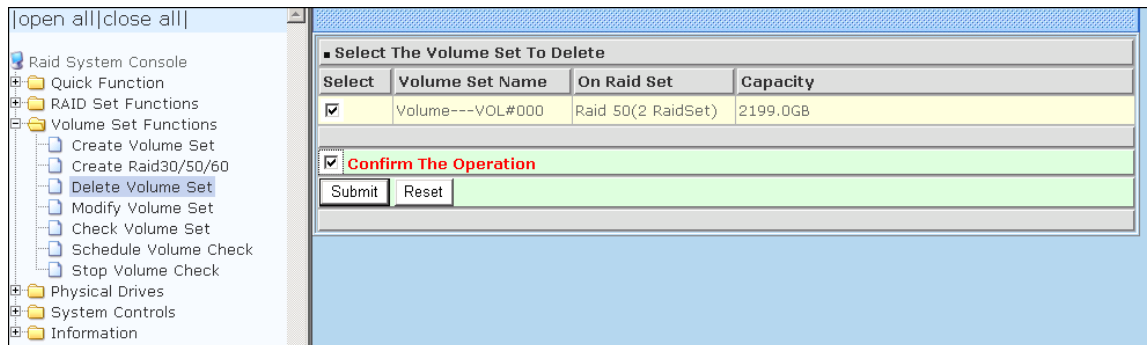 |open all|close all|
Raid System Console
Quick Function
RAID Set Functions
Volume Set Functions
Create Volume Set
Create Raid30/50/60
Delete Volume Set
Modify Volume Set
Check Volume Set
Schedule Volume Check
Stop Volume Check
Physical Drives
System Controls
Information
Select The Volume Set To Delete
Select Volume Set Name On Raid Set Capacity
Volume---VOL#000 Raid 50(2 RaidSet) 2199.0GB
Confirm The Operation
Submit Reset